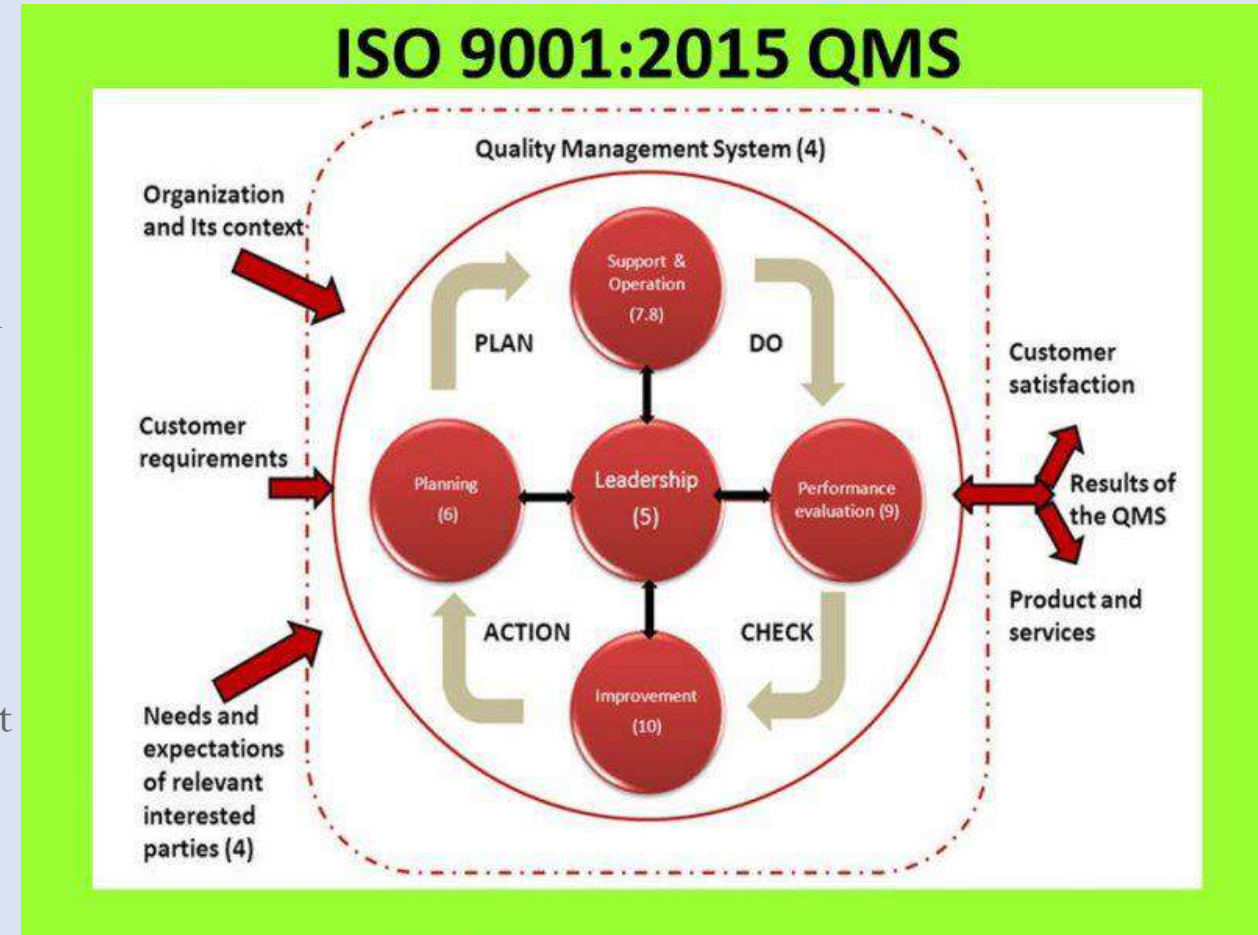 ISO 9001:2015 QMS
Quality Management System (4)
Organization
and Its context
Support &
Operation
(7.8)
PLAN
DO
Customer
satisfaction
Customer
requirements
Planning
(6)
Leadership
(5)
Performance
evaluation (9)
Results of
the QMS
ACTION
CHECK
Product and
services
Improvement
(10)
Needs and
expectations
of relevant
interested
parties (4)
t